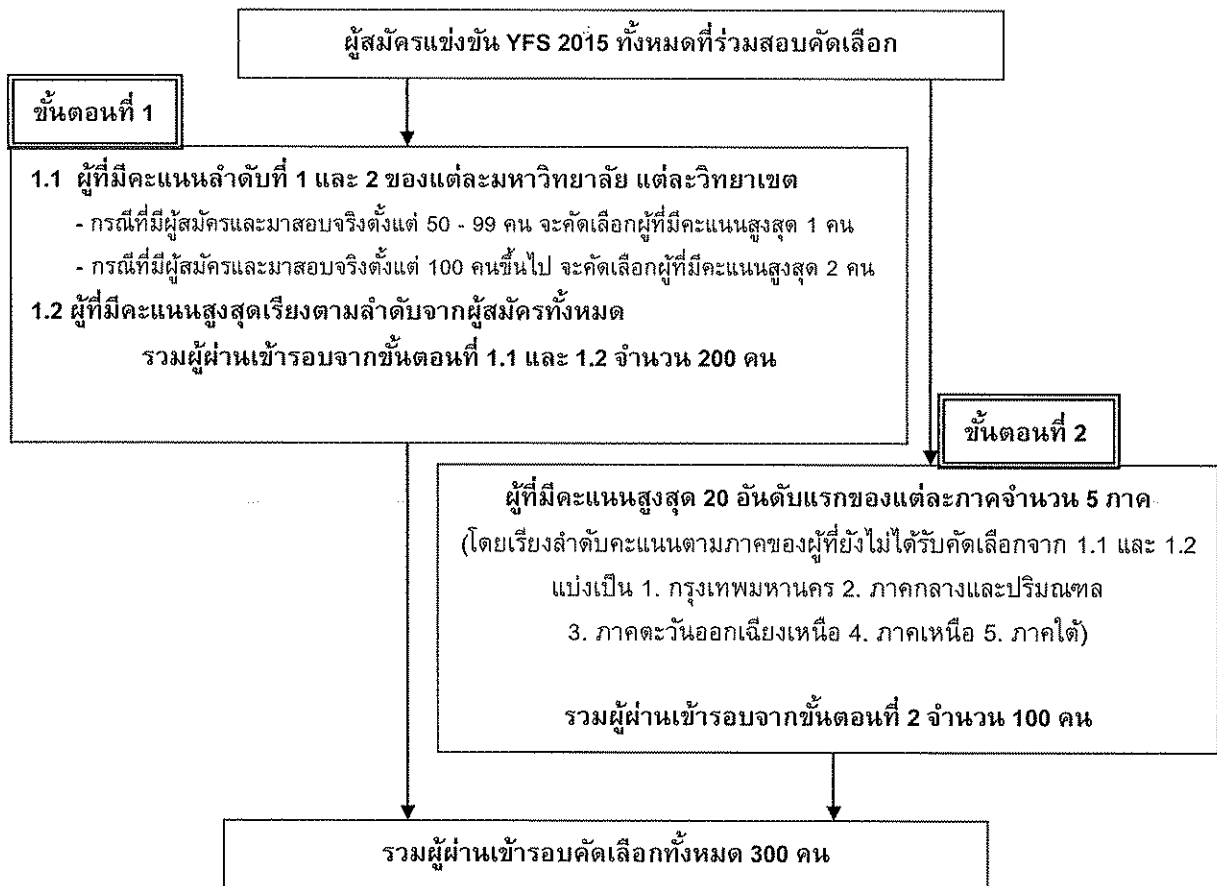 ผู้สมัครแข่งขัน YFS 2015 ทั้งหมดที่ร่วมสอบคัดเลือก
ขั้นตอนที่ 1
1.1 ผู้ที่มีคะแนนลำดับที่ 1 และ 2 ของแต่ละมหาวิทยาลัย แต่ละวิทยาเขต
- กรณีที่มีผู้สมัครและมาสอบจริงตั้งแต่ 50 - 99 คน จะคัดเลือกผู้ที่มีคะแนนสูงสุด 1 คน
- กรณีที่มีผู้สมัครและมาสอบจริงตั้งแต่ 100 คนขึ้นไป จะคัดเลือกผู้ที่มีคะแนนสูงสุด 2 คน
1.2 ผู้ที่มีคะแนนสูงสุดเรียงตามลำดับจากผู้สมัครทั้งหมด
รวมผู้ผ่านเข้ารอบจากขั้นตอนที่ 1.1 และ 1.2 จำนวน 200 คน
ขั้นตอนที่ 2
ผู้ที่มีคะแนนสูงสุด 20 อันดับแรกของแต่ละภาคจำนวน 5 ภาค
(โดยเรียงลำดับคะแนนตามภาคของผู้ที่ยังไม่ได้รับคัดเลือกจาก 1.1 และ 1.2
แบ่งเป็น 1. กรุงเทพมหานคร 2. ภาคกลางและปริมณฑล
3. ภาคตะวันออกเฉียงเหนือ 4. ภาคเหนือ 5. ภาคใต้)
รวมผู้ผ่านเข้ารอบจากขั้นตอนที่ 2 จำนวน 100 คน
รวมผู้ผ่านเข้ารอบคัดเลือกทั้งหมด 300 คน